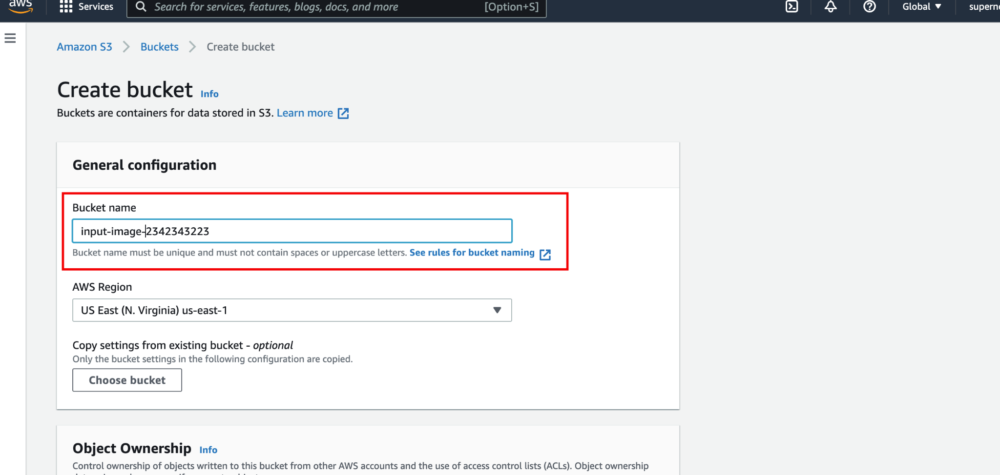 aws
Services
Search for services, features, blogs, docs, and more
[Option+S]
Global
Amazon S3
Buckets
Create bucket
Create bucket Info
Buckets are containers for data stored in S3. Learn more
General configuration
Bucket name
input-image-2342343223
Bucket name must be unique and must not contain spaces or uppercase letters. See rules for bucket naming
AWS Region
US East (N. Virginia) us-east-1
Copy settings from existing bucket - optional
Only the bucket settings in the following configuration are copied.
Choose bucket
Object Ownership Info
Control ownership of objects written to this bucket from other AWS accounts and the use of access control lists (ACLs). Object ownership